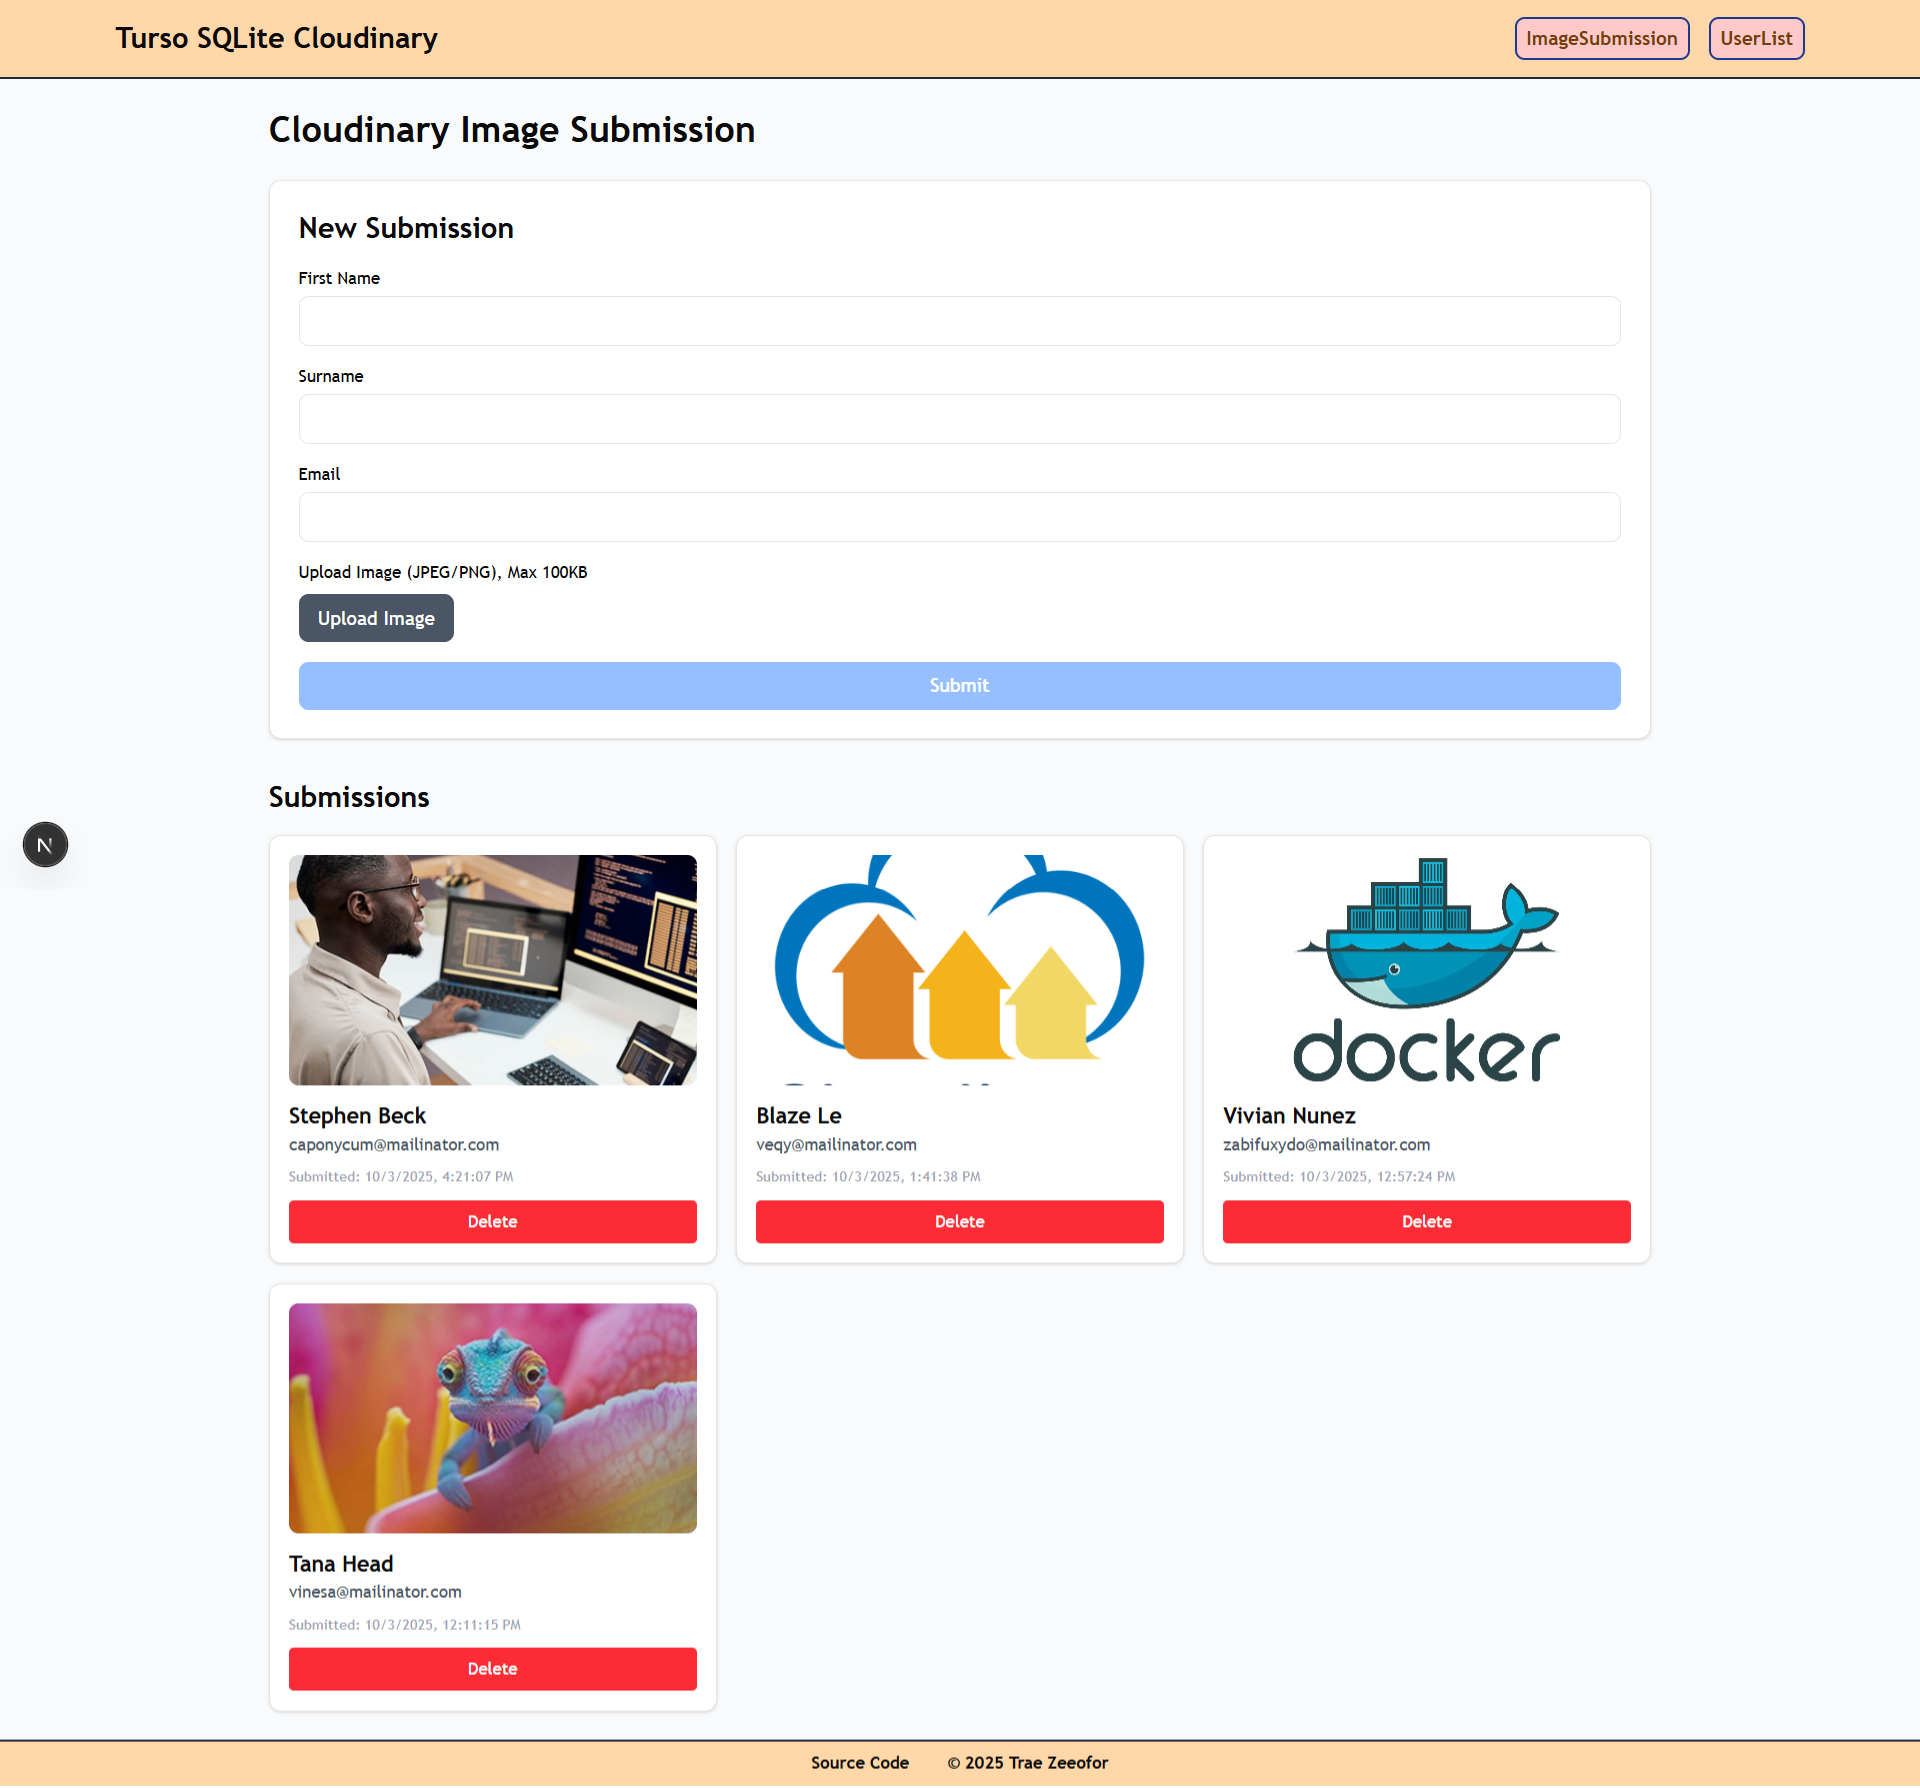 Turso SQLite Cloudinary
ImageSubmission
UserList
Cloudinary Image Submission
New Submission
First Name
Surname
Email
Upload Image (JPEG/PNG), Max 100KB
Upload Image
Submit
Submissions
N
docker
Stephen Beck
caponycum@mailinator.com
Submitted: 10/3/2025, 4:21:07 PM
Delete
Blaze Le
veqy@mailinator.com
Submitted: 10/3/2025, 1:41:38 PM
Delete
Vivian Nunez
zabifuxydo@mailinator.com
Submitted: 10/3/2025, 12:57:24 PM
Delete
Tana Head
vinesa@mailinator.com
Submitted: 10/3/2025, 12:11:15 PM
Delete
Source Code
© 2025 Trae Zeeofor